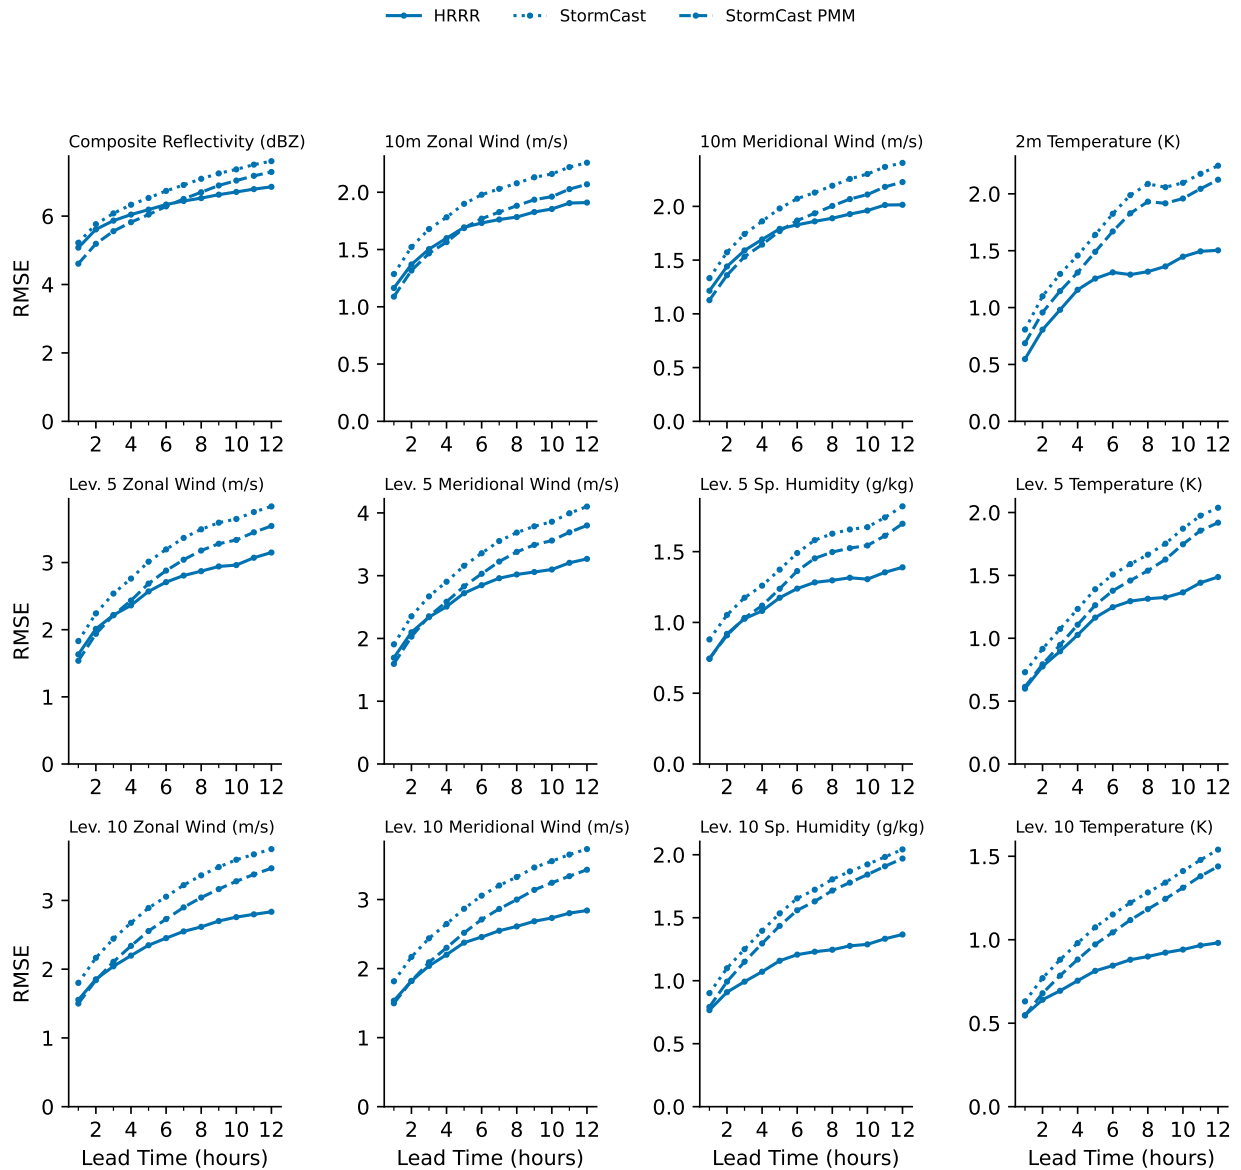 HRRR StormCast StormCast PMM
Composite Reflectivity (dBZ) 10m Zonal Wind (m/s) 10m Meridional Wind (m/s) 2m Temperature (K)
RMSE
6
4
2
0
2 4 6 8 10 12
2.0
1.5
1.0
0.5
0.0
2 4 6 8 10 12
2.0
1.5
1.0
0.5
0.0
2 4 6 8 10 12
2.0
1.5
1.0
0.5
0.0
2 4 6 8 10 12
Lev. 5 Zonal Wind (m/s) Lev. 5 Meridional Wind (m/s) Lev. 5 Sp. Humidity (g/kg) Lev. 5 Temperature (K)
RMSE
3
2
1
0
2 4 6 8 10 12
4
3
2
1
0
2 4 6 8 10 12
1.5
1.0
0.5
0.0
2 4 6 8 10 12
2.0
1.5
1.0
0.5
0.0
2 4 6 8 10 12
Lev. 10 Zonal Wind (m/s) Lev. 10 Meridional Wind (m/s) Lev. 10 Sp. Humidity (g/kg) Lev. 10 Temperature (K)
RMSE
3
2
1
0
2 4 6 8 10 12
3
2
1
0
2 4 6 8 10 12
2.0
1.5
1.0
0.5
0.0
2 4 6 8 10 12
1.5
1.0
0.5
0.0
2 4 6 8 10 12
Lead Time (hours) Lead Time (hours) Lead Time (hours) Lead Time (hours)